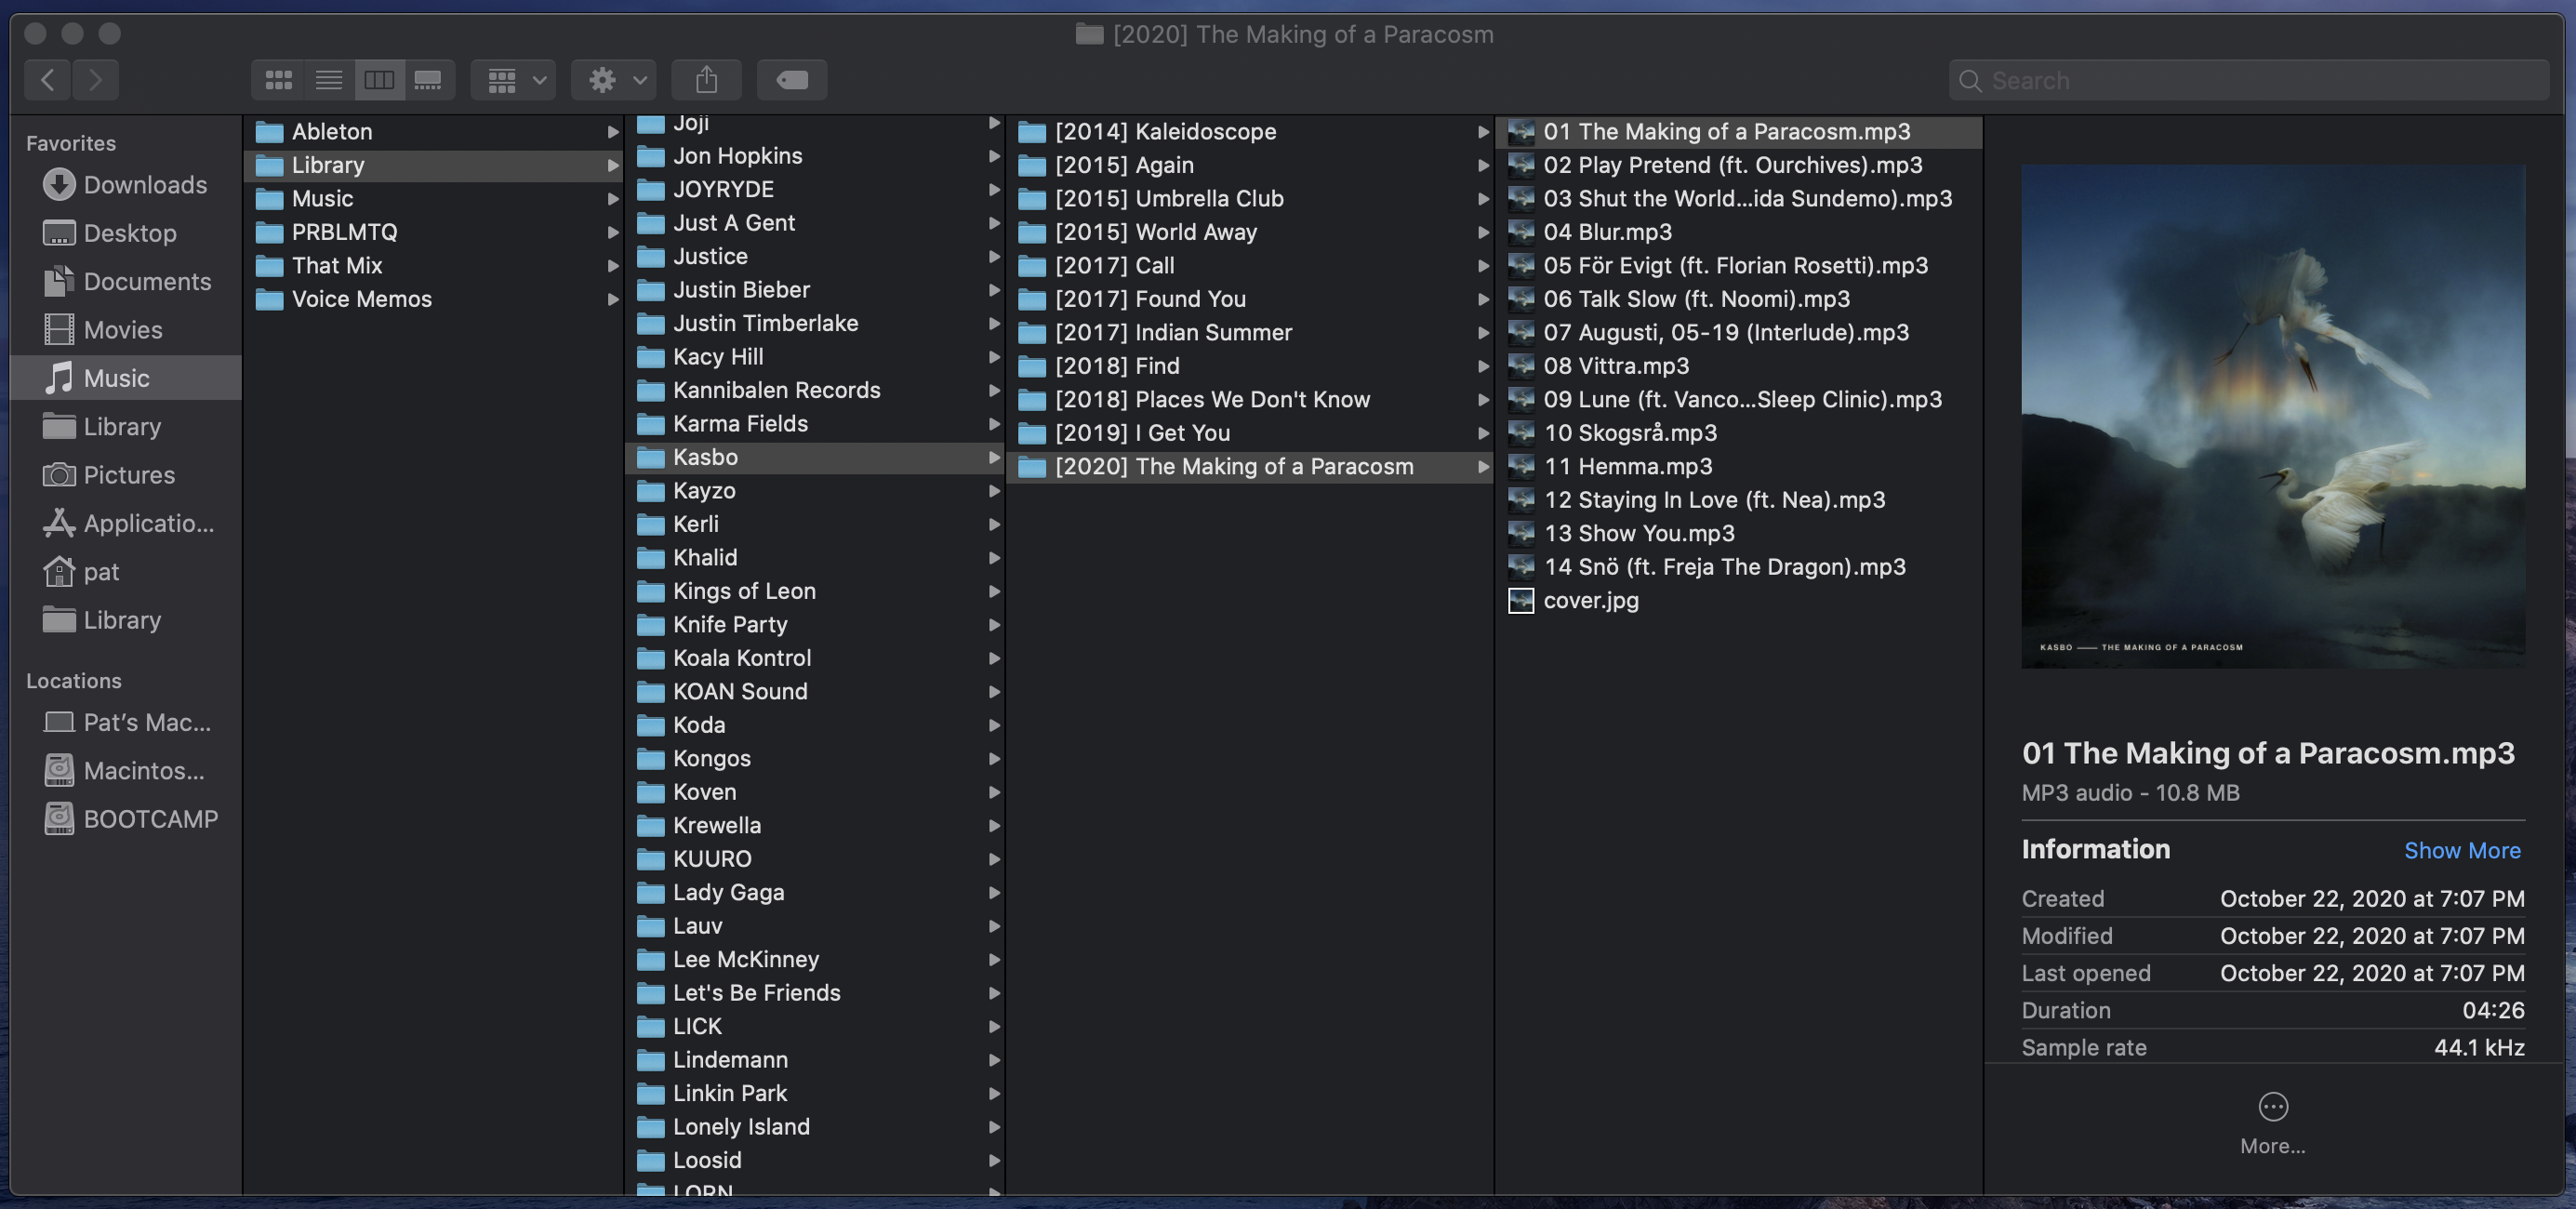 [2020] The Making of a Paracosm
Search
Favorites
Downloads
Desktop
Documents
Movies
Music
Library
Pictures
Applicatio...
pat
Library
Locations
Pat's Mac...
Macintos...
BOOTCAMP
Ableton
Library
Music
PRBLMTQ
That Mix
Voice Memos
Joji
Jon Hopkins
JOYRYDE
Just A Gent
Justice
Justin Bieber
Justin Timberlake
Kacy Hill
Kannibalen Records
Karma Fields
Kasbo
Kayzo
Kerli
Khalid
Kings of Leon
Knife Party
Koala Kontrol
KOAN Sound
Koda
Kongos
Koven
Krewella
KUURO
Lady Gaga
Lauv
Lee McKinney
Let's Be Friends
LICK
Lindemann
Linkin Park
Lonely Island
Loosid
LORN
[2014] Kaleidoscope
[2015] Again
[2015] Umbrella Club
[2015] World Away
[2017] Call
[2017] Found You
[2017] Indian Summer
[2018] Find
[2018] Places We Don't Know
[2019] I Get You
[2020] The Making of a Paracosm
01 The Making of a Paracosm.mp3
02 Play Pretend (ft. Ourchives).mp3
03 Shut the World...ida Sundemo).mp3
04 Blur.mp3
05 För Evigt (ft. Florian Rosetti).mp3
06 Talk Slow (ft. Noomi).mp3
07 Augusti, 05-19 (Interlude).mp3
08 Vittra.mp3
09 Lune (ft. Vanco...Sleep Clinic).mp3
10 Skogsrå.mp3
11 Hemma.mp3
12 Staying In Love (ft. Nea).mp3
13 Show You.mp3
14 Snö (ft. Freja The Dragon).mp3
cover.jpg
KASBO —— THE MAKING OF A PARACOSM
01 The Making of a Paracosm.mp3
MP3 audio - 10.8 MB
Information Show More
Created October 22, 2020 at 7:07 PM
Modified October 22, 2020 at 7:07 PM
Last opened October 22, 2020 at 7:07 PM
Duration 04:26
Sample rate 44.1 kHz
More...